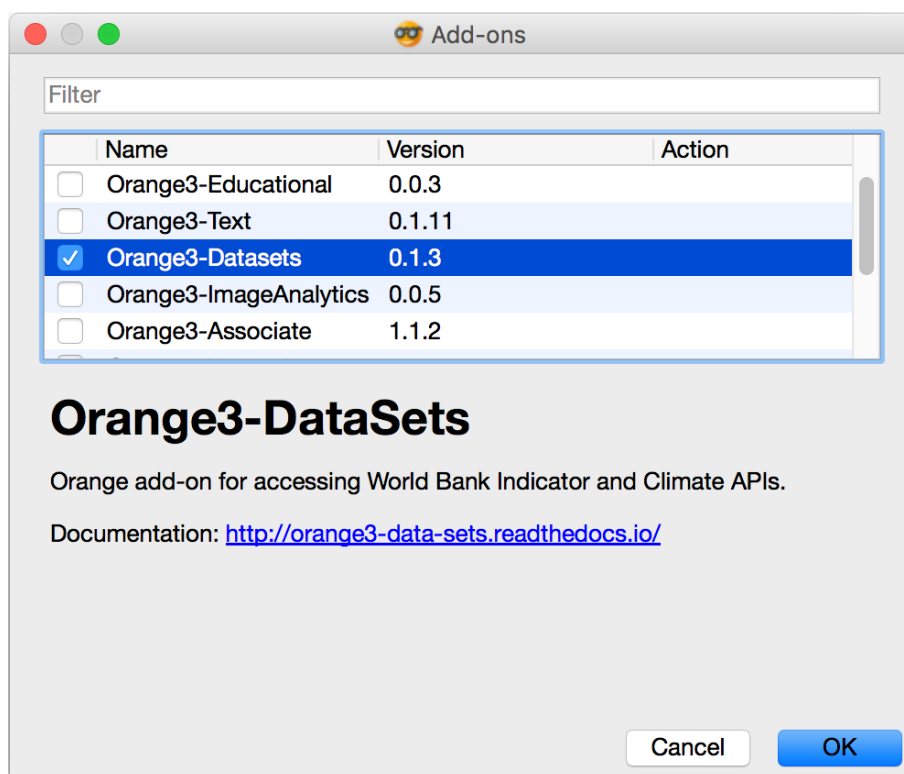 Add-ons
Filter
Name Version Action
Orange3-Educational 0.0.3
Orange3-Text 0.1.11
Orange3-Datasets 0.1.3
Orange3-ImageAnalytics 0.0.5
Orange3-Associate 1.1.2
Orange3-DataSets
Orange add-on for accessing World Bank Indicator and Climate APIs.
Documentation: http://orange3-data-sets.readthedocs.io/
Cancel OK